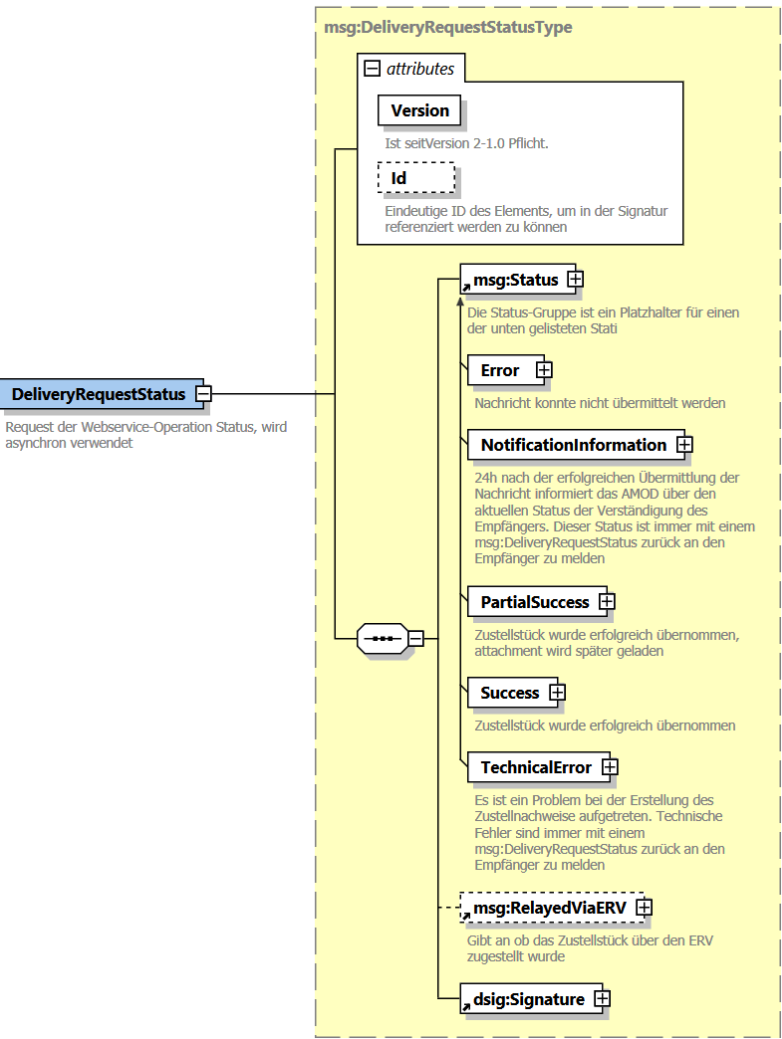 msg:DeliveryRequestStatusType
attributes
Version
Ist seitVersion 2-1.0 Pflicht.
Id
Eindeutige ID des Elements, um in der Signatur
referenziert werden zu können
DeliveryRequestStatus
Request der Webservice-Operation Status, wird
asynchron verwendet
msg:Status
Die Status-Gruppe ist ein Platzhalter für einen
der unten gelisteten Stati
Error
Nachricht konnte nicht übermittelt werden
NotificationInformation
24h nach der erfolgreichen Übermittlung der
Nachricht informiert das AMOD über den
aktuellen Status der Verständigung des
Empfängers. Dieser Status ist immer mit einem
msg:DeliveryRequestStatus zurück an den
Empfänger zu melden
PartialSuccess
Zustellstück wurde erfolgreich übernommen,
attachment wird später geladen
Success
Zustellstück wurde erfolgreich übernommen
TechnicalError
Es ist ein Problem bei der Erstellung des
Zustellnachweise aufgetreten. Technische
Fehler sind immer mit einem
msg:DeliveryRequestStatus zurück an den
Empfänger zu melden
msg:RelayedViaERV
Gibt an ob das Zustellstück über den ERV
zugestellt wurde
dsig:Signature